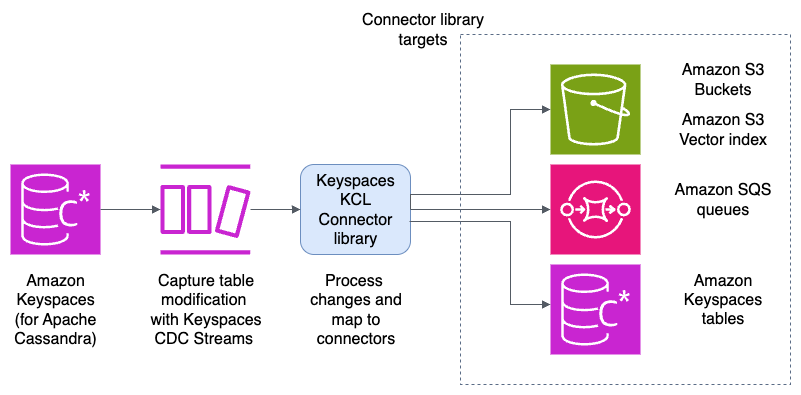 Connector library
targets
Amazon S3
Buckets
Amazon S3
Vector index
Keyspaces
KCL
Connector
library
C*
Amazon SQS
queues
Amazon
Keyspaces
(for Apache
Cassandra)
Capture table
modification
with Keyspaces
CDC Streams
Process
changes and
map to
connectors
C*
Amazon
Keyspaces
tables